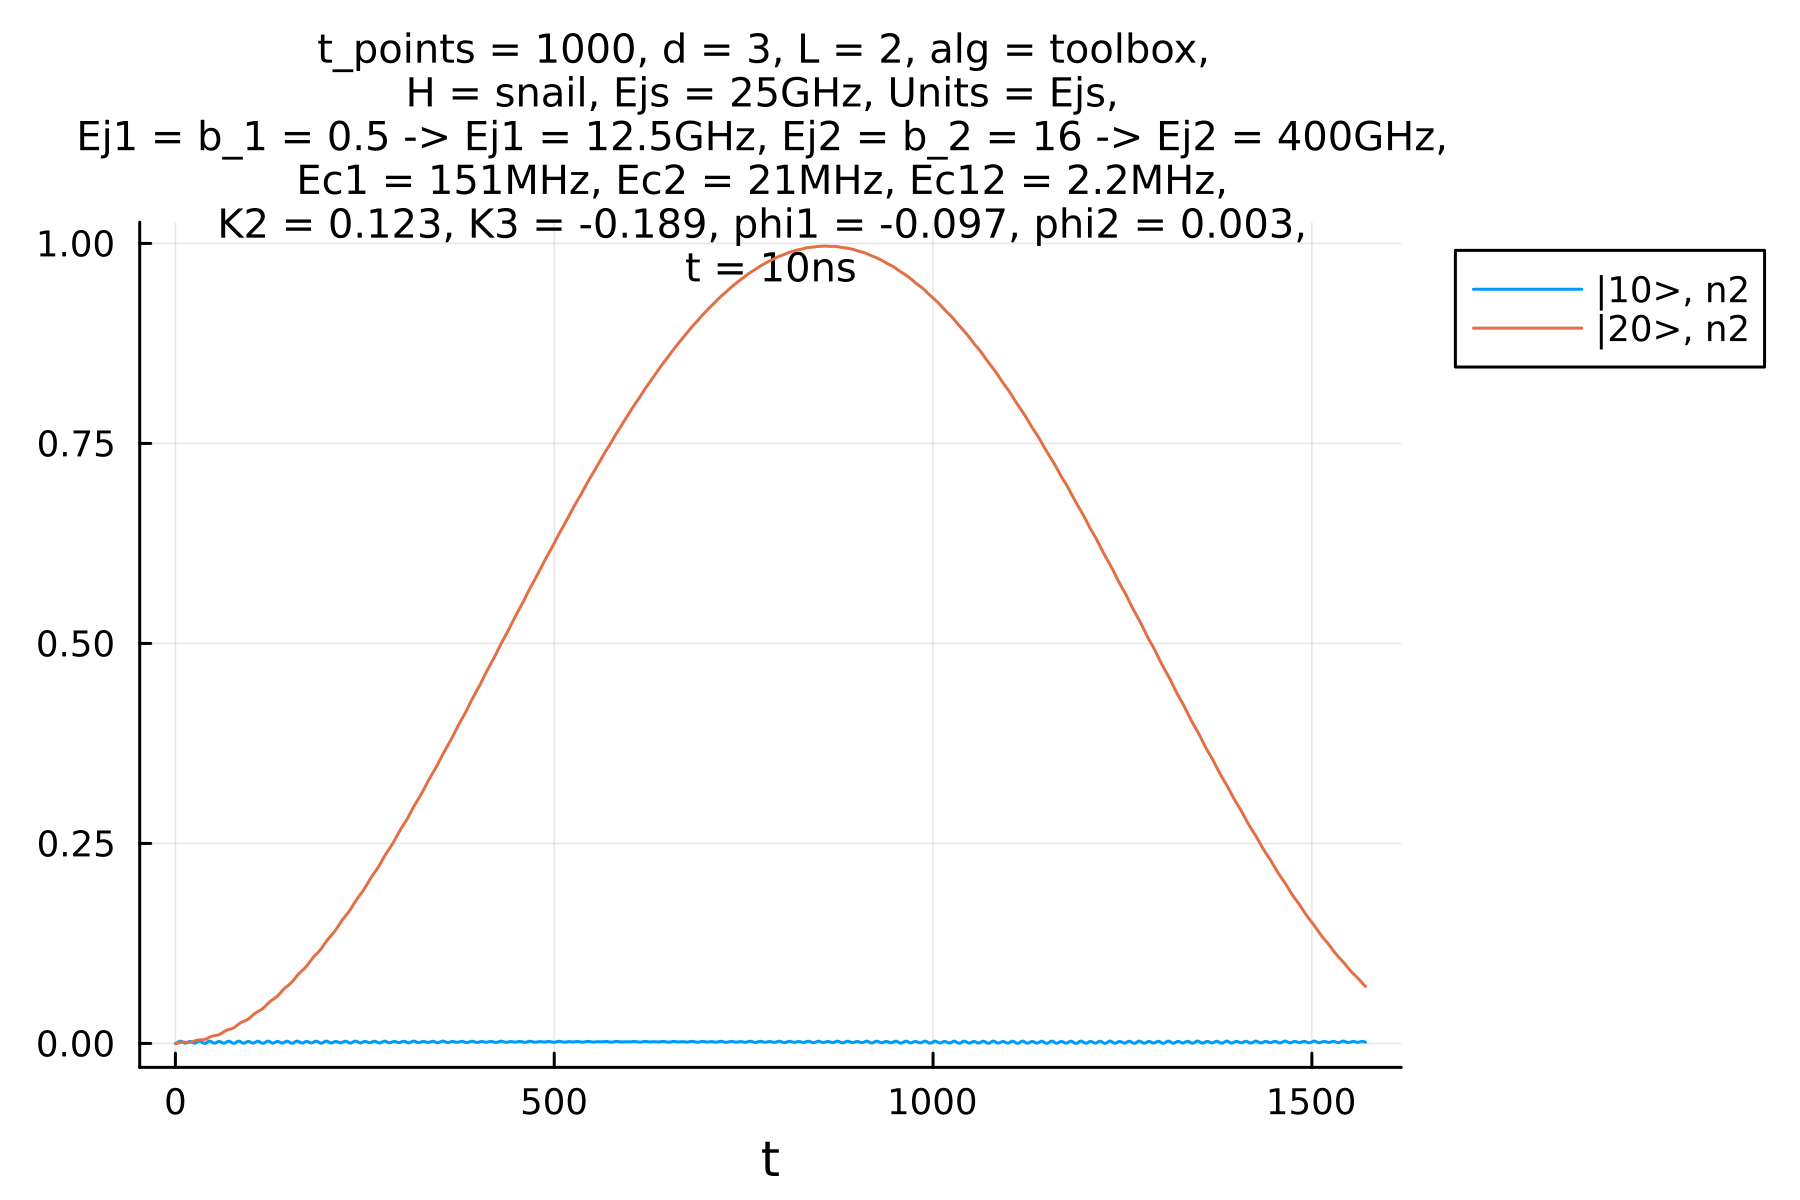 t_points = 1000, d = 3, L = 2, alg = toolbox,
H = snail, Ejs = 25GHz, Units = Ejs,
Ej1 = b_1 = 0.5 -> Ej1 = 12.5GHz, Ej2 = b_2 = 16 -> Ej2 = 400GHz,
Ec1 = 151MHz, Ec2 = 21MHz, Ec12 = 2.2MHz,
K2 = 0.123, K3 = -0.189, phi1 = -0.097, phi2 = 0.003,
t = 10ns
1.00
0.75
0.50
0.25
0.00
|10>, n2
|20>, n2
0 500 1000 1500
t